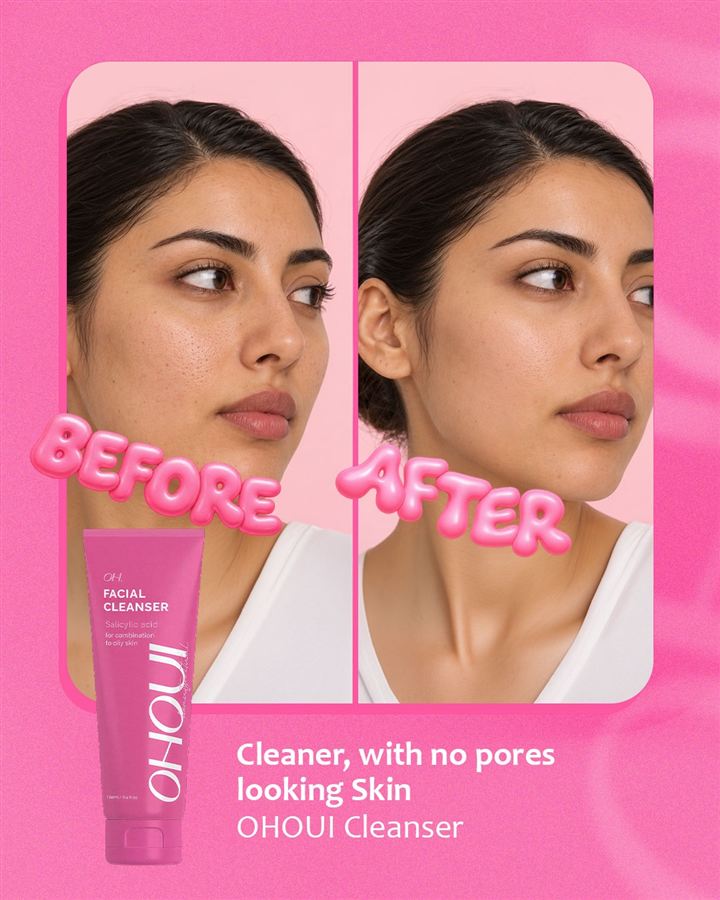 BEFORE
AFTER
OH.
FACIAL
CLEANSER
Salicylic acid
for combination
to oily skin
OHOUI
Cleaner, with no pores
looking Skin
OHOUI Cleanser